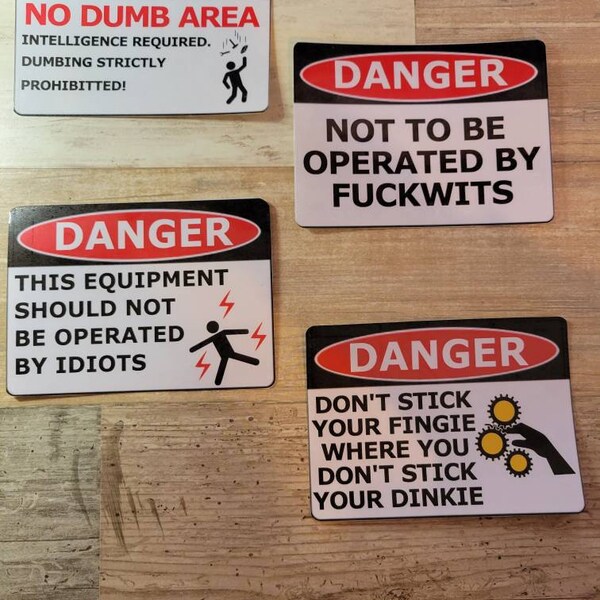 NO DUMB AREA
INTELLIGENCE REQUIRED.
DUMBING STRICTLY
PROHIBITTED!
DANGER
NOT TO BE
OPERATED BY
FUCKWITS
DANGER
THIS EQUIPMENT
SHOULD NOT
BE OPERATED
BY IDIOTS
DANGER
DON'T STICK
YOUR FINGIE
WHERE YOU
DON'T STICK
YOUR DINKIE